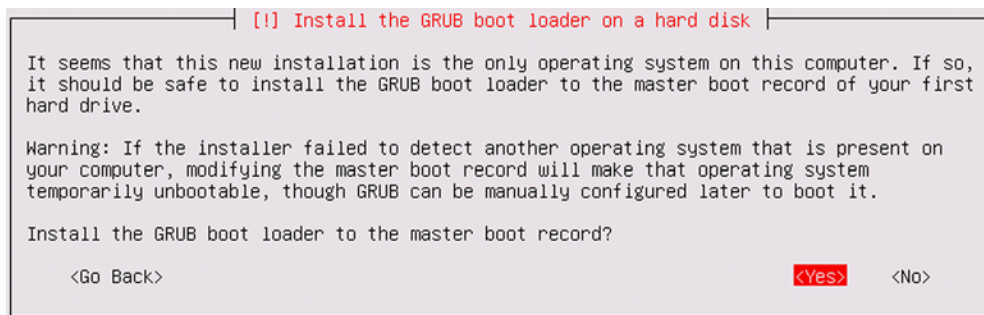 [!] Install the GRUB boot loader on a hard disk
It seems that this new installation is the only operating system on this computer. If so,
it should be safe to install the GRUB boot loader to the master boot record of your first
hard drive.
Warning: If the installer failed to detect another operating system that is present on
your computer, modifying the master boot record will make that operating system
temporarily unbootable, though GRUB can be manually configured later to boot it.
Install the GRUB boot loader to the master boot record?
<Go Back> <Yes> <No>